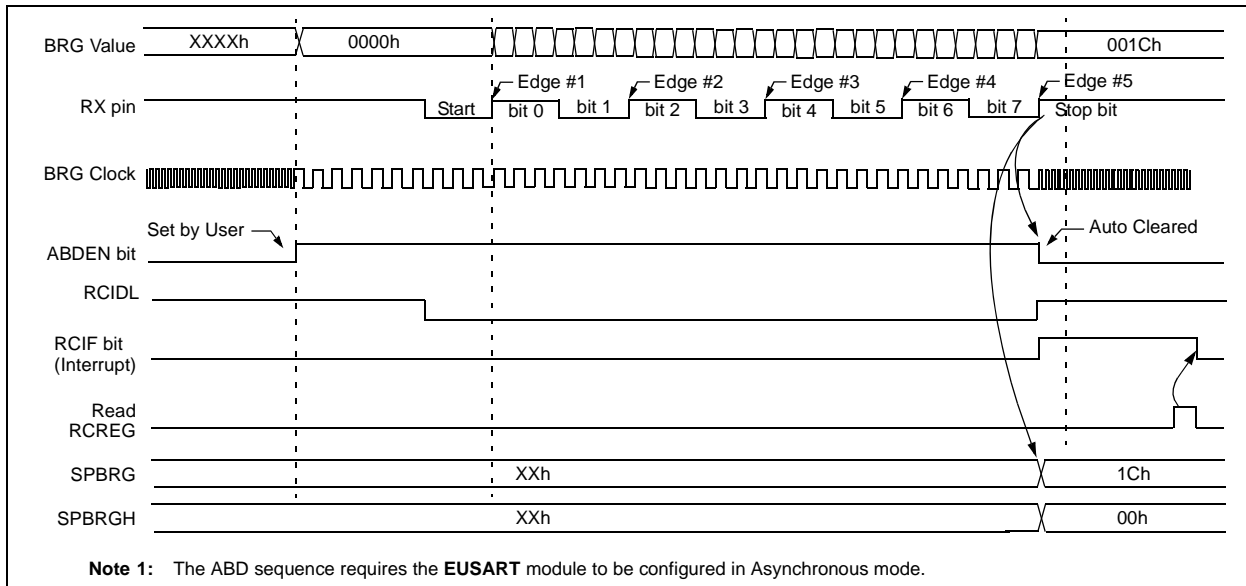 BRG Value XXXXh 0000h 001Ch
Edge #1 Edge #2 Edge #3 Edge #4 Edge #5
RX pin Start bit 0 bit 1 bit 2 bit 3 bit 4 bit 5 bit 6 bit 7 Stop bit
BRG Clock
Set by User Auto Cleared
ABDEN bit
RCIDL
RCIF bit
(Interrupt)
Read
RCREG
SPBRG XXh 1Ch
SPBRGH XXh 00h
Note 1: The ABD sequence requires the EUSART module to be configured in Asynchronous mode.